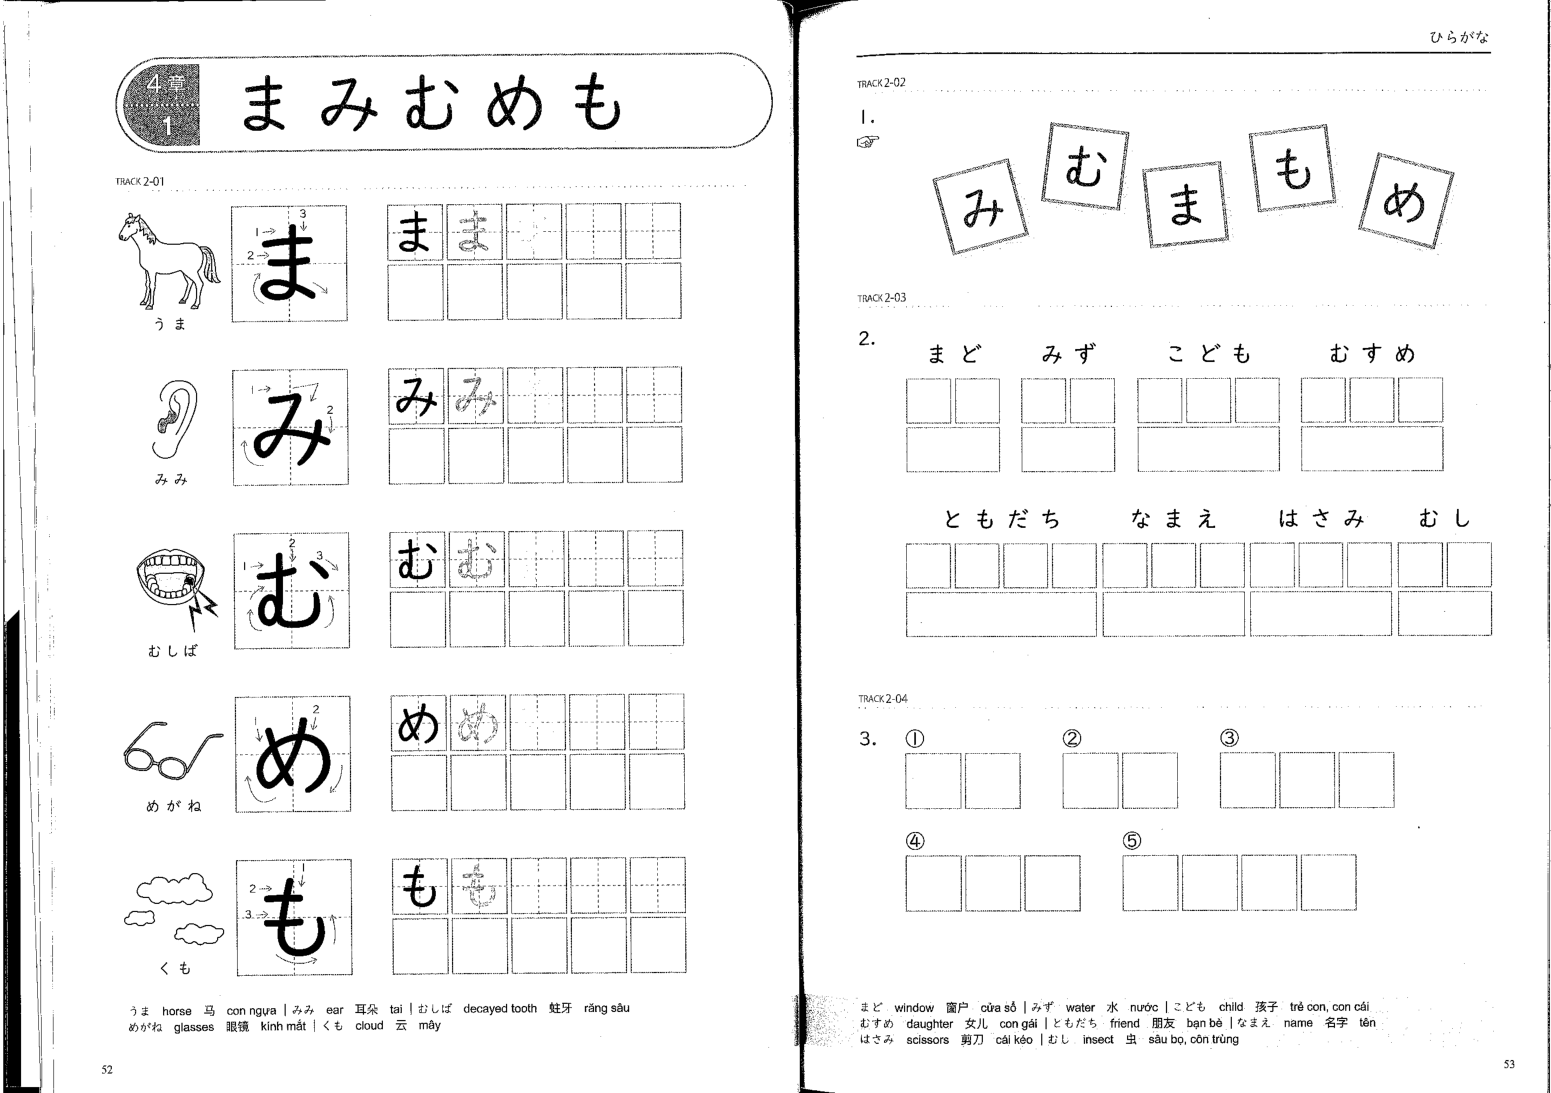 4章
1
まみむめも
TRACK 2-01
1 2 3
ま
ま ま
うま
1 2
み
み み
みみ
1 2 3
む
む む
むしば
1 2
め
め め
めがね
1 2 3
も
も も
くも
うま horse 马 con ngựa | みみ ear 耳朵 tai | むしば decayed tooth 蛀牙 răng sâu
めがね glasses 眼镜 kính mắt | くも cloud 云 mây
52
ひらがな
TRACK 2-02
1.
み む ま も め
TRACK 2-03
2.
まど みず こども むすめ
ともだち なまえ はさみ むし
TRACK 2-04
3. ① ② ③
④ ⑤
まど window 窗户 cửa sổ | みず water 水 nước | こども child 孩子 trẻ con, con cái
むすめ daughter 女儿 con gái | ともだち friend 朋友 bạn bè | なまえ name 名字 tên
はさみ scissors 剪刀 cái kéo | むし insect 虫 sâu bọ, côn trùng
53